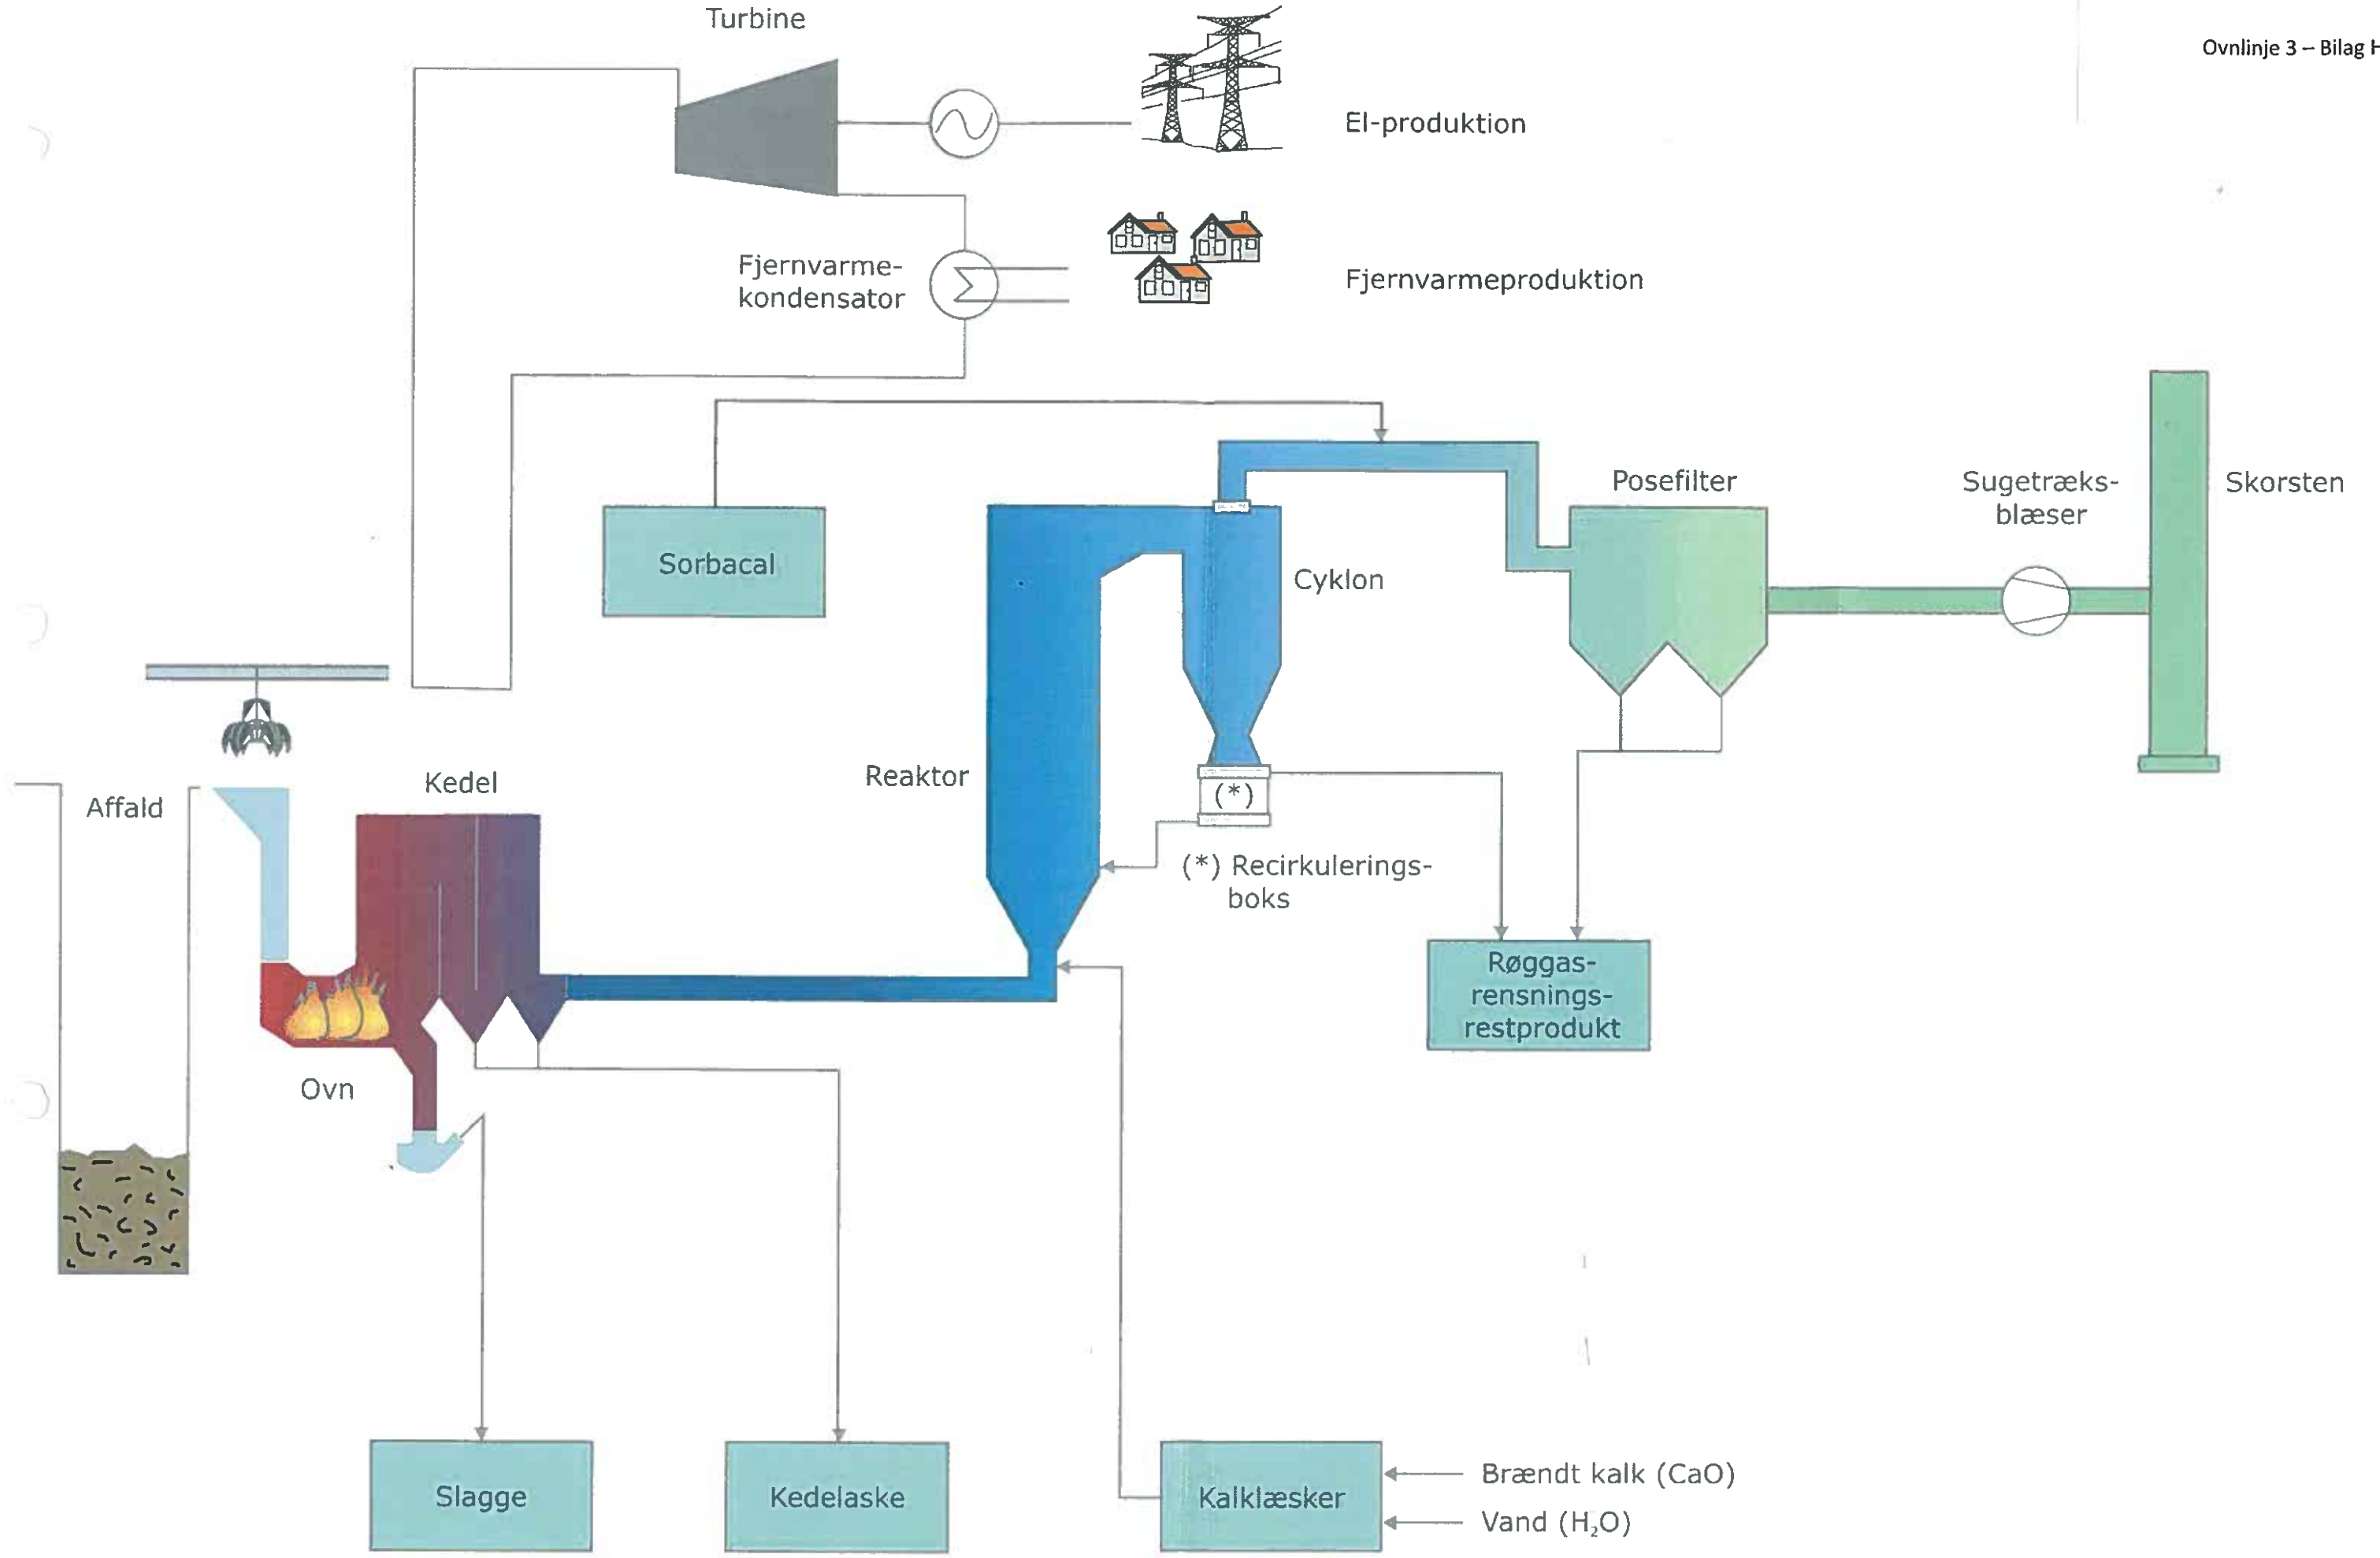 Turbine
Ovnlinje 3 – Bilag H
El-produktion
Fjernvarme-
kondensator
Fjernvarmeproduktion
Posefilter
Sugetræks-
blæser
Skorsten
Sorbacal
Cyklon
Reaktor
Kedel
(*)
Affald
(*) Recirkulerings-
boks
Røggas-
rensnings-
restprodukt
Ovn
Slagge
Kedelaske
Kalklæsker
Brændt kalk (CaO)
Vand (H₂O)